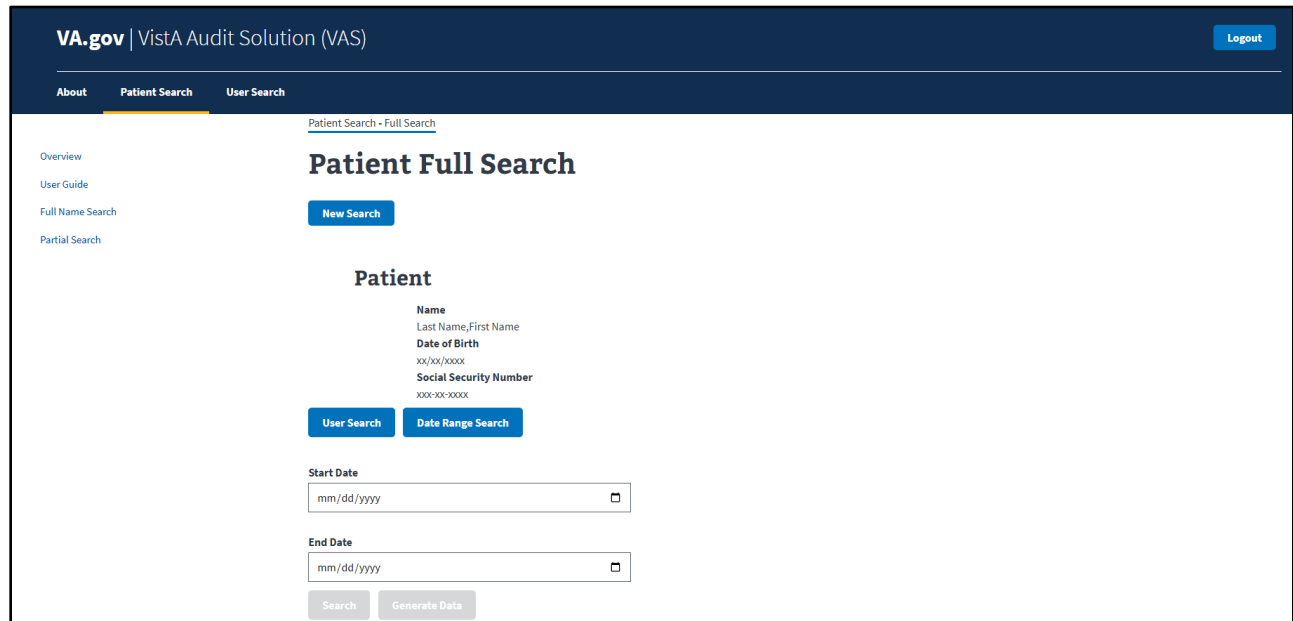 VA.gov | VistA Audit Solution (VAS)
Logout
About Patient Search User Search
Patient Search - Full Search
Overview
User Guide
Full Name Search
Partial Search
Patient Full Search
New Search
Patient
Name
Last Name,First Name
Date of Birth
xx/xx/xxxx
Social Security Number
xxx-xx-xxxx
User Search Date Range Search
Start Date
mm/dd/yyyy
End Date
mm/dd/yyyy
Search Generate Data